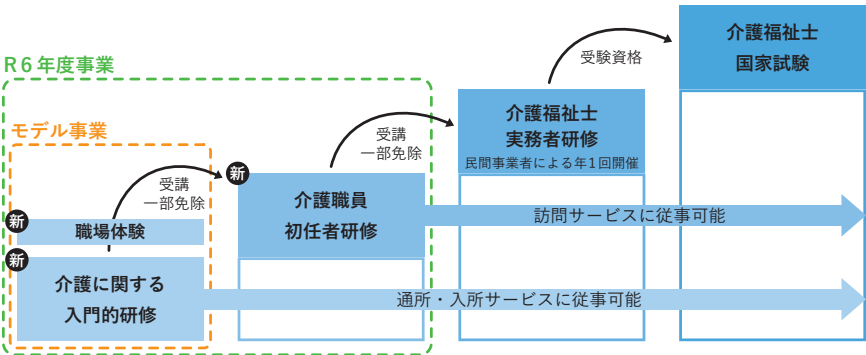 R６年度事業
モデル事業
新
職場体験
新
介護に関する
入門的研修
受講
一部免除
新
介護職員
初任者研修
受講
一部免除
介護福祉士
実務者研修
民間事業者による年１回開催
受験資格
介護福祉士
国家試験
訪問サービスに従事可能
通所・入所サービスに従事可能